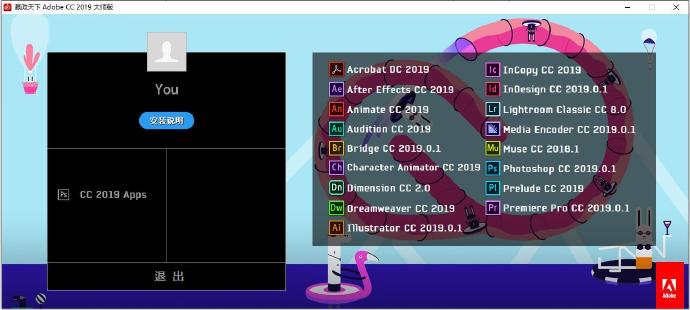 赢政天下 Adobe CC 2019 大师版
You
安装说明
Ps CC 2019 Apps
退 出
Acrobat DC 2019
Ae After Effects CC 2019
An Animate CC 2019
Au Audition CC 2019
Br Bridge CC 2019.0.1
Ch Character Animator CC 2019
Dn Dimension CC 2.0
Dw Dreamweaver CC 2019
Ai Illustrator CC 2019.0.1
Ic InCopy CC 2019
Id InDesign CC 2019.0.1
Lr Lightroom Classic CC 8.0
Media Encoder CC 2019.0.1
Mu Muse CC 2018.1
Ps Photoshop CC 2019.0.1
Pl Prelude CC 2019
Pr Premiere Pro CC 2019.0.1
Adobe